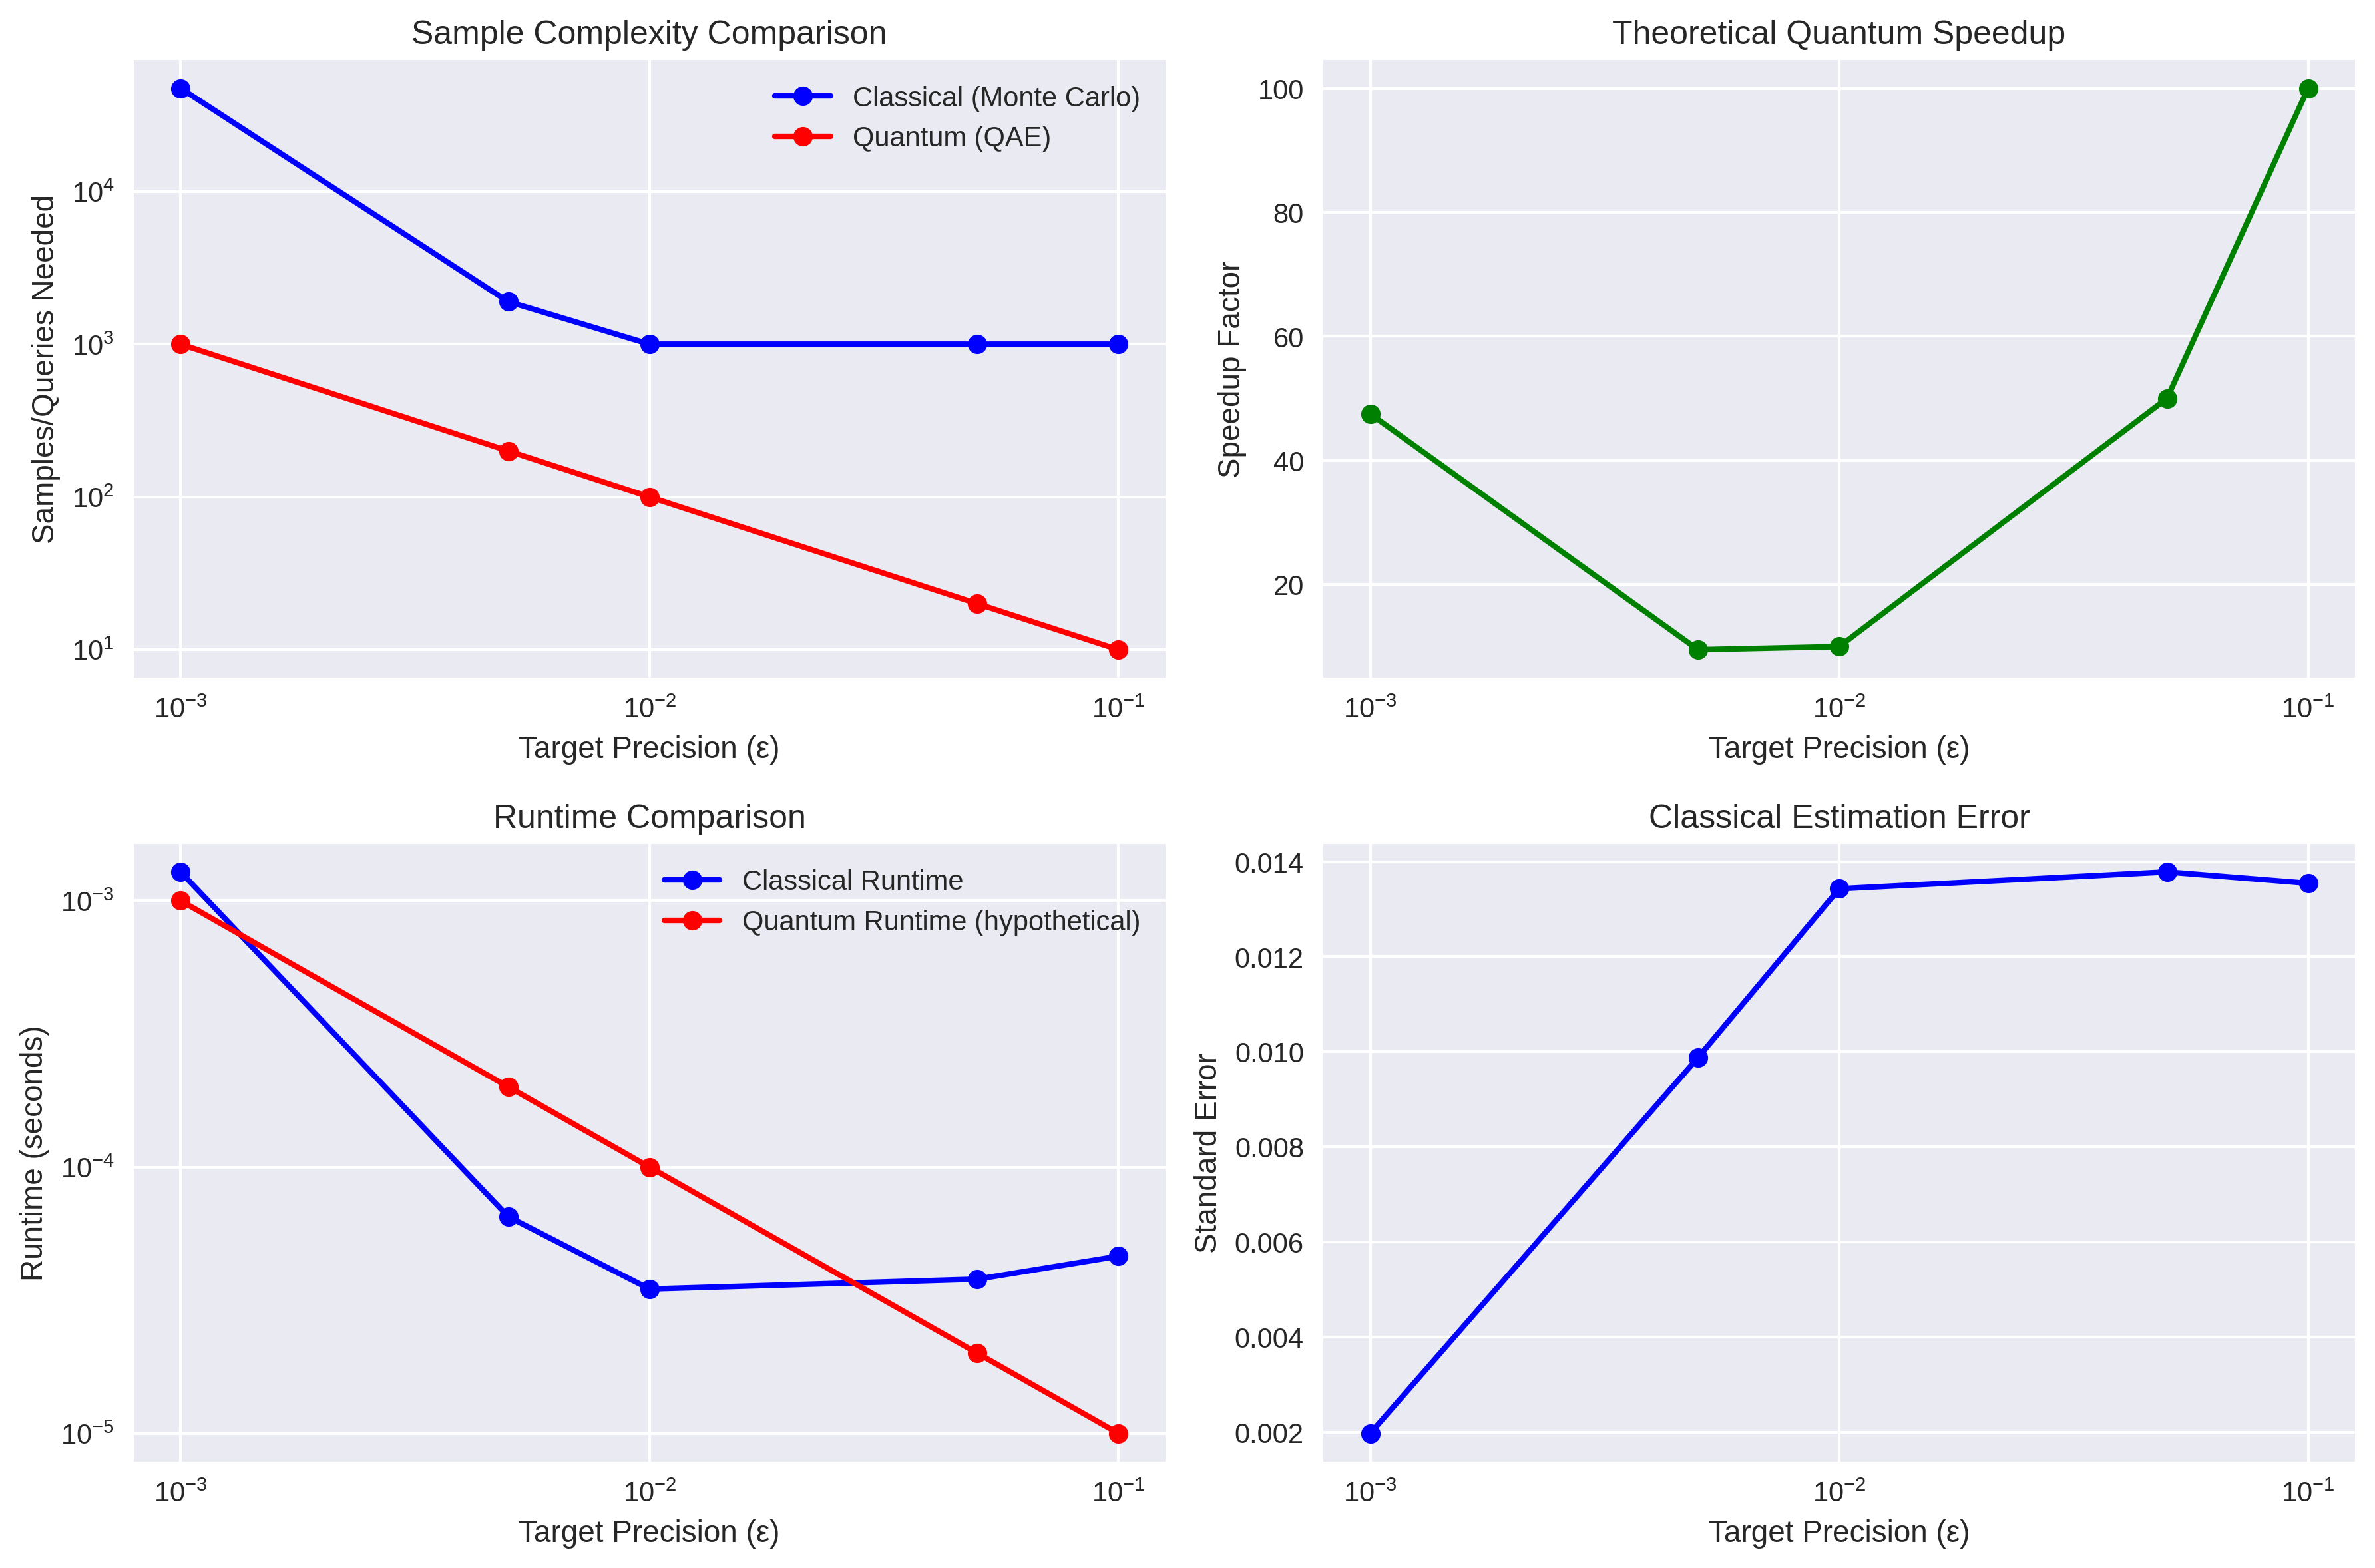 Sample Complexity Comparison
Classical (Monte Carlo)
Quantum (QAE)
Samples/Queries Needed
10⁴
10³
10²
10¹
10⁻³ 10⁻² 10⁻¹
Target Precision (ε)
Theoretical Quantum Speedup
Speedup Factor
100
80
60
40
20
10⁻³ 10⁻² 10⁻¹
Target Precision (ε)
Runtime Comparison
Classical Runtime
Quantum Runtime (hypothetical)
Runtime (seconds)
10⁻³
10⁻⁴
10⁻⁵
10⁻³ 10⁻² 10⁻¹
Target Precision (ε)
Classical Estimation Error
Standard Error
0.014
0.012
0.010
0.008
0.006
0.004
0.002
10⁻³ 10⁻² 10⁻¹
Target Precision (ε)